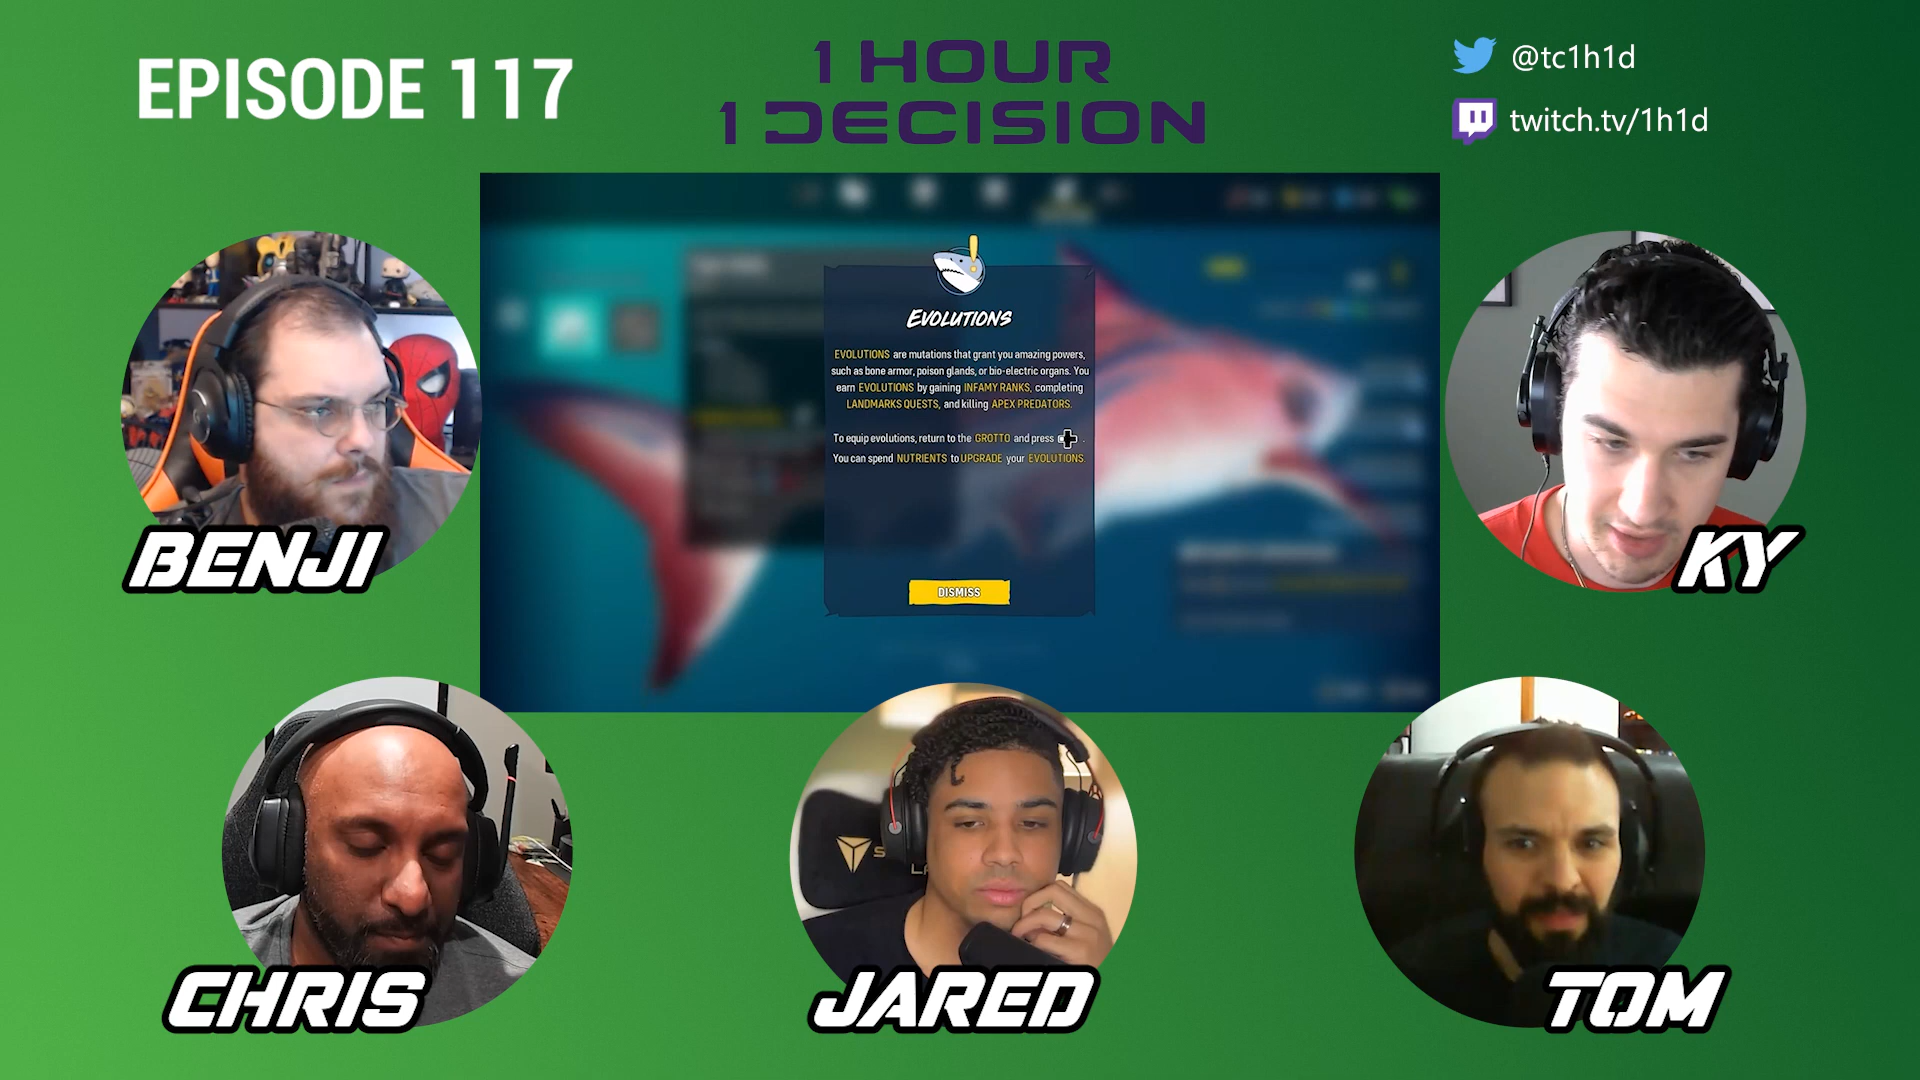 EPISODE 117
1 HOUR
1 DECISION
@tc1h1d
twitch.tv/1h1d
EVOLUTIONS
EVOLUTIONS are mutations that grant you amazing powers,
such as bone armor, poison glands, or bio-electric organs. You
earn EVOLUTIONS by gaining INFAMY RANKS, completing
LANDMARKS QUESTS, and killing APEX PREDATORS.
To equip evolutions, return to the GROTTO and press .
You can spend NUTRIENTS to UPGRADE your EVOLUTIONS.
DISMISS
BENJI
KY
CHRIS
JARED
TOM